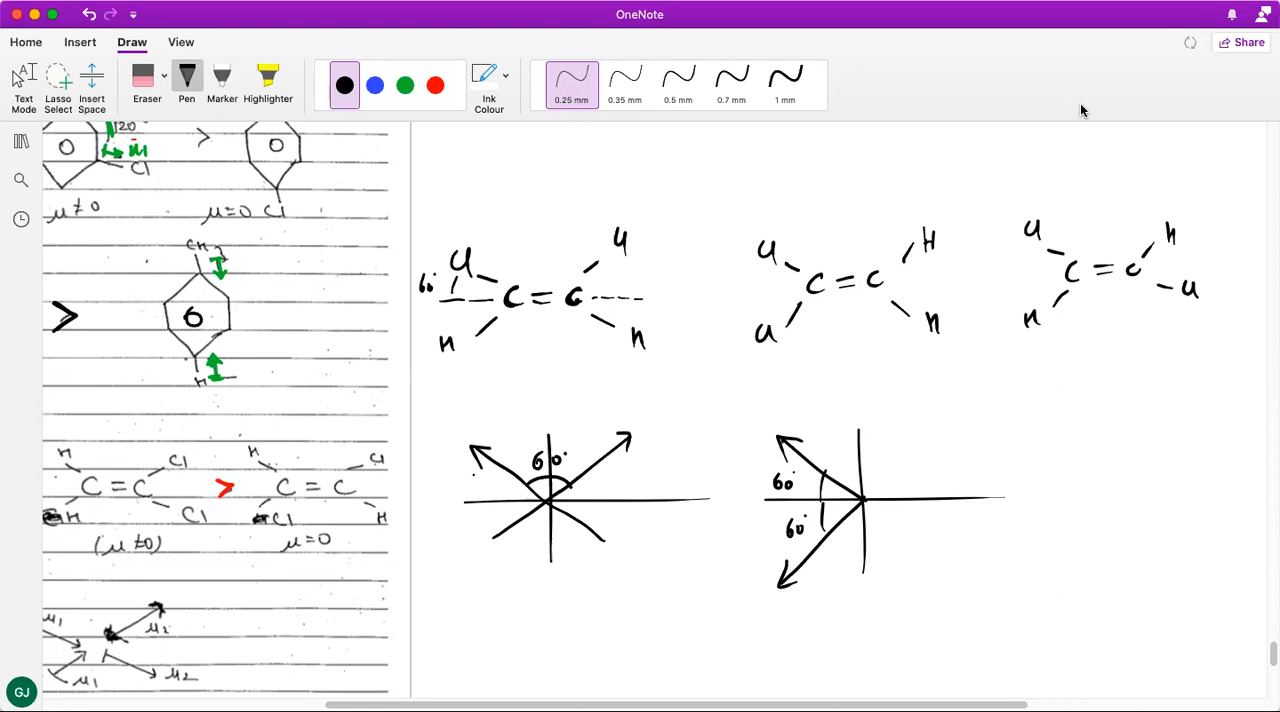 OneNote
Home Insert Draw View
Share
Text Mode
Lasso Select
Insert Space
Eraser
Pen
Marker
Highlighter
Ink Colour
0.25 mm
0.35 mm
0.5 mm
0.7 mm
1 mm
120
Cl
>
μ≠0
μ=0 Cl
>
H
H Cl
C=C
H Cl
>
H Cl
C=C
Cl H
(μ≠0)
μ=0
μ1
μ2
μ1
μ2
60°
C=C
H H
H
C=C
H
H
C=C
H
60°
60°
60°
GJ